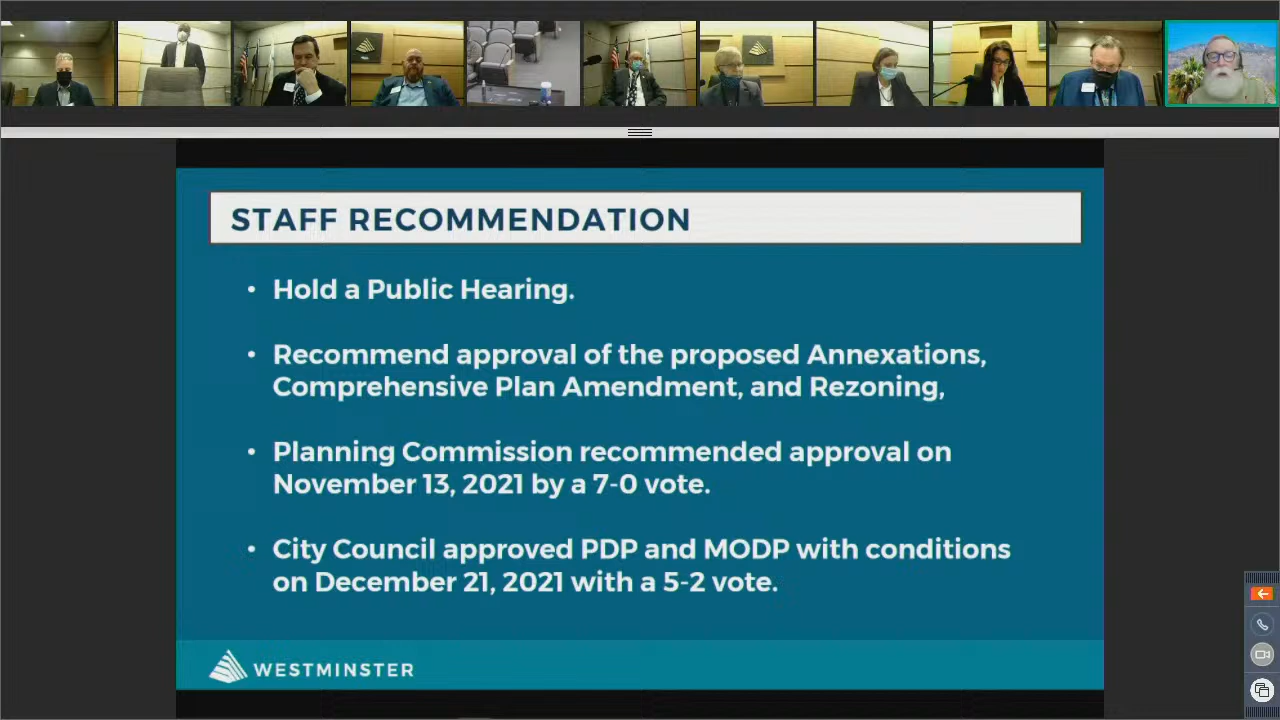 STAFF RECOMMENDATION
• Hold a Public Hearing.
• Recommend approval of the proposed Annexations,
Comprehensive Plan Amendment, and Rezoning,
• Planning Commission recommended approval on
November 13, 2021 by a 7-0 vote.
• City Council approved PDP and MODP with conditions
on December 21, 2021 with a 5-2 vote.
WESTMINSTER